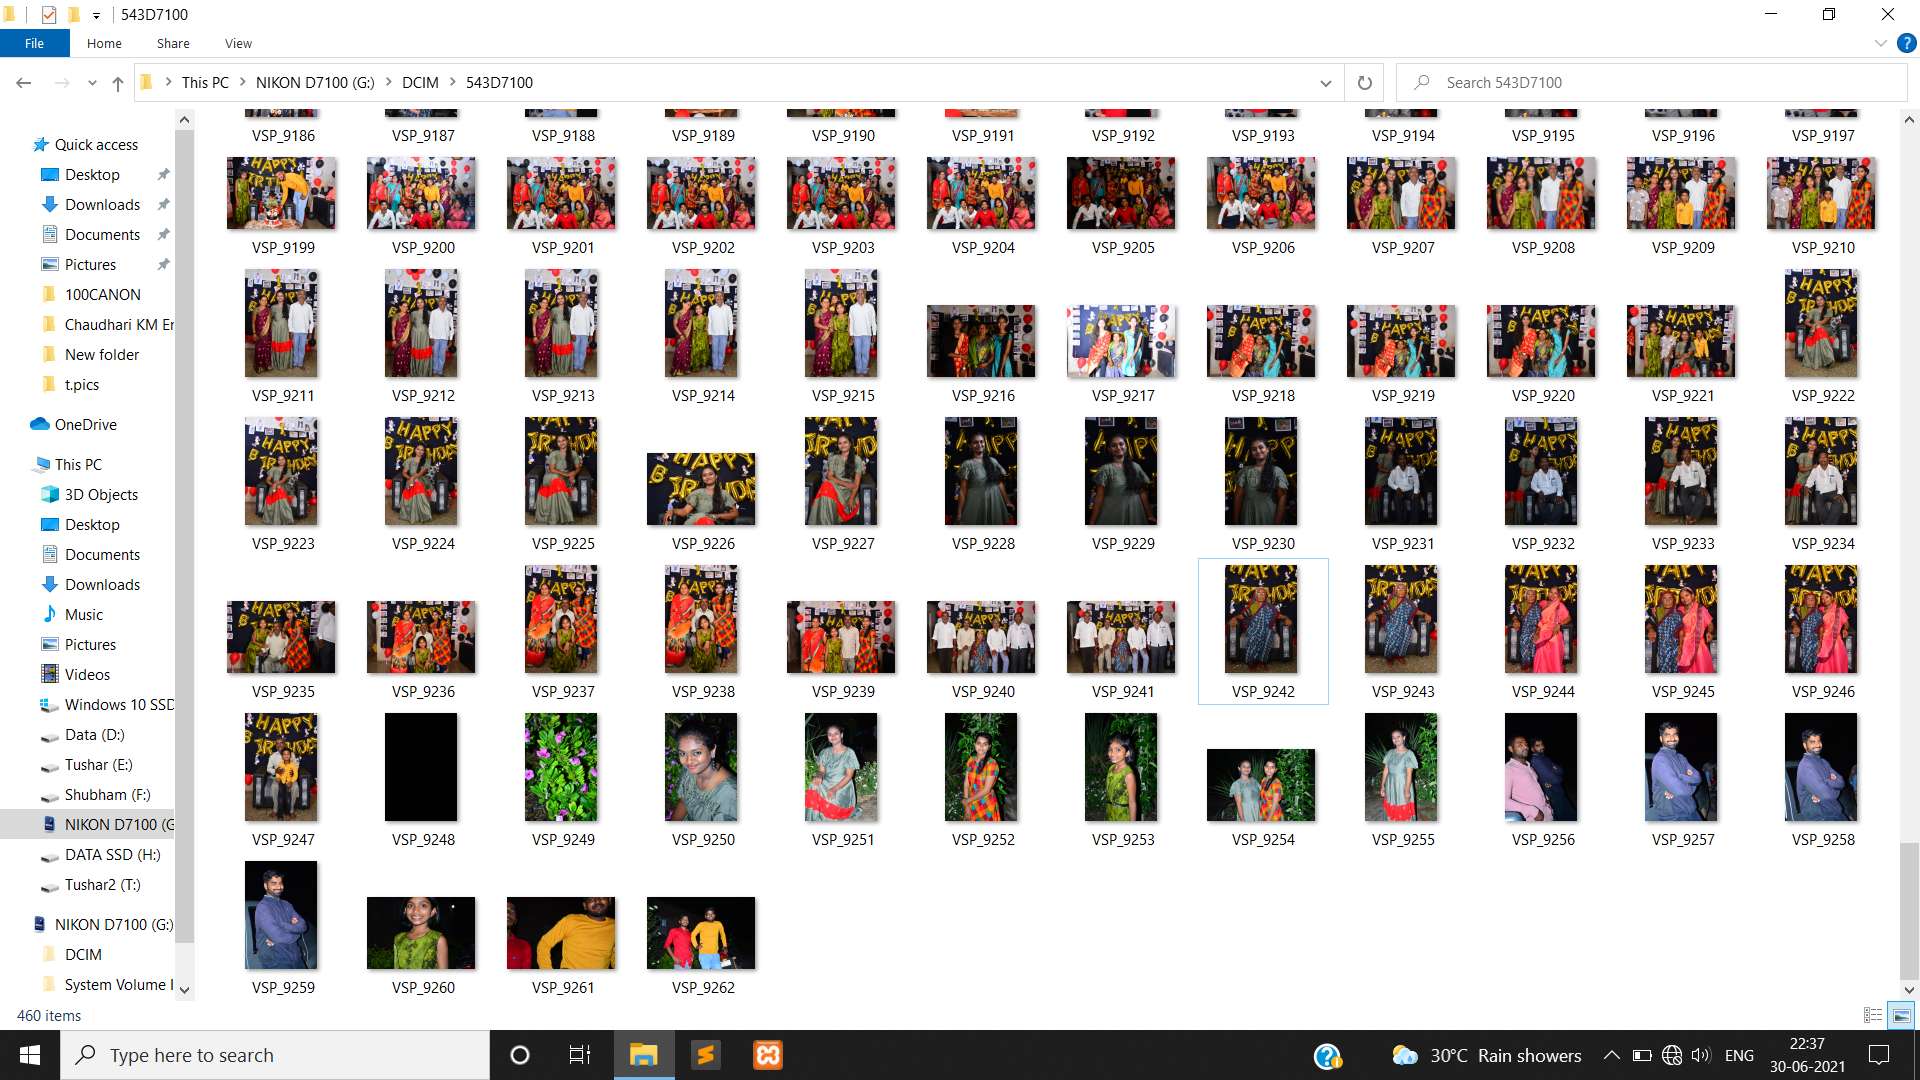 543D7100
File Home Share View
This PC NIKON D7100 (G:) DCIM 543D7100
Search 543D7100
Quick access
Desktop
Downloads
Documents
Pictures
100CANON
Chaudhari KM Er
New folder
t.pics
OneDrive
This PC
3D Objects
Desktop
Documents
Downloads
Music
Pictures
Videos
Windows 10 SSD
Data (D:)
Tushar (E:)
Shubham (F:)
NIKON D7100 (G
DATA SSD (H:)
Tushar2 (T:)
NIKON D7100 (G:)
DCIM
System Volume I
VSP_9186 VSP_9187 VSP_9188 VSP_9189 VSP_9190 VSP_9191 VSP_9192 VSP_9193 VSP_9194 VSP_9195 VSP_9196 VSP_9197
VSP_9199 VSP_9200 VSP_9201 VSP_9202 VSP_9203 VSP_9204 VSP_9205 VSP_9206 VSP_9207 VSP_9208 VSP_9209 VSP_9210
VSP_9211 VSP_9212 VSP_9213 VSP_9214 VSP_9215 VSP_9216 VSP_9217 VSP_9218 VSP_9219 VSP_9220 VSP_9221 VSP_9222
VSP_9223 VSP_9224 VSP_9225 VSP_9226 VSP_9227 VSP_9228 VSP_9229 VSP_9230 VSP_9231 VSP_9232 VSP_9233 VSP_9234
VSP_9235 VSP_9236 VSP_9237 VSP_9238 VSP_9239 VSP_9240 VSP_9241 VSP_9242 VSP_9243 VSP_9244 VSP_9245 VSP_9246
VSP_9247 VSP_9248 VSP_9249 VSP_9250 VSP_9251 VSP_9252 VSP_9253 VSP_9254 VSP_9255 VSP_9256 VSP_9257 VSP_9258
VSP_9259 VSP_9260 VSP_9261 VSP_9262
460 items
Type here to search
30°C Rain showers
ENG
22:37
30-06-2021